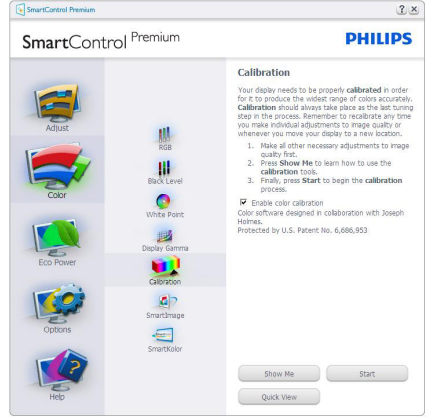 SmartControl Premium
SmartControl Premium
PHILIPS
Adjust
Color
Eco Power
Options
Help
RGB
Black Level
White Point
Display Gamma
Calibration
SmartImage
SmartKolor
Calibration
Your display needs to be properly calibrated in order
for it to produce the widest range of colors accurately.
Calibration should always take place as the last tuning
step in the process. Remember to recalibrate any time
you make individual adjustments to image quality or
whenever you move your display to a new location.
1. Make all other necessary adjustments to image
quality first.
2. Press Show Me to learn how to use the
calibration tools.
3. Finally, press Start to begin the calibration
process.
Enable color calibration
Color software designed in collaboration with Joseph
Holmes.
Protected by U.S. Patent No. 6,686,953
Show Me
Start
Quick View